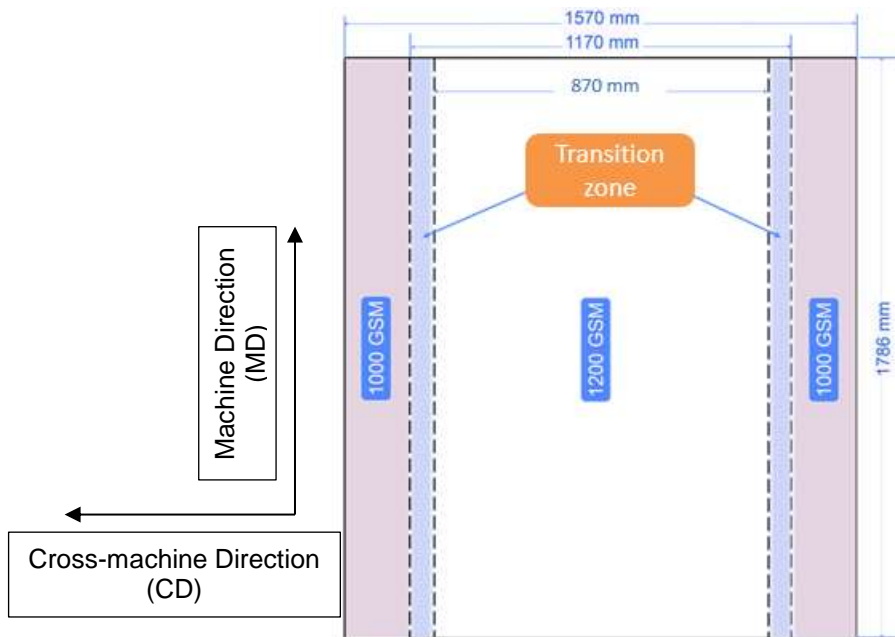 1570 mm
1170 mm
870 mm
Transition
zone
Machine Direction
(MD)
1000 GSM
1200 GSM
1000 GSM
1786 mm
Cross-machine Direction
(CD)